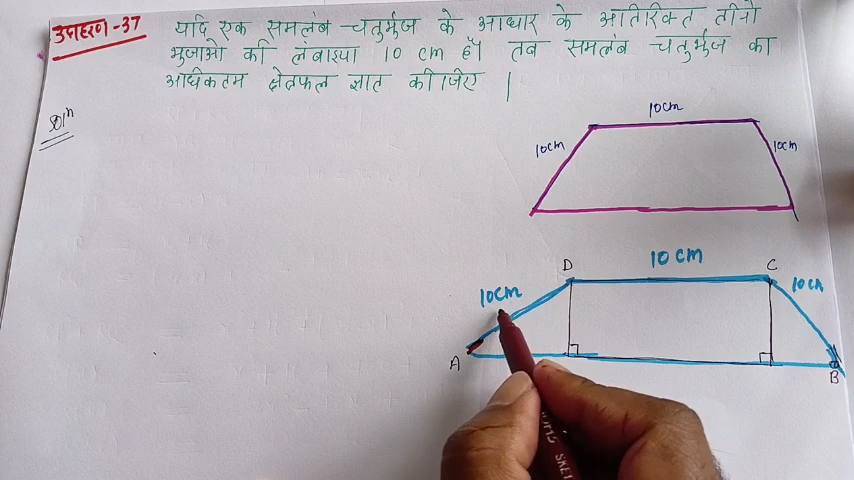 उदाहरण-37 यदि एक समलंब चतुर्भुज के आधार के अतिरिक्त तीनो
भुजाओ की लंबाइया 10 cm हैं। तब समलंब चतुर्भुज का
अधिकतम क्षेत्रफल ज्ञात कीजिए |
Solⁿ
10cm
10cm
10cm
10 cm
D
C
10cm
A
B